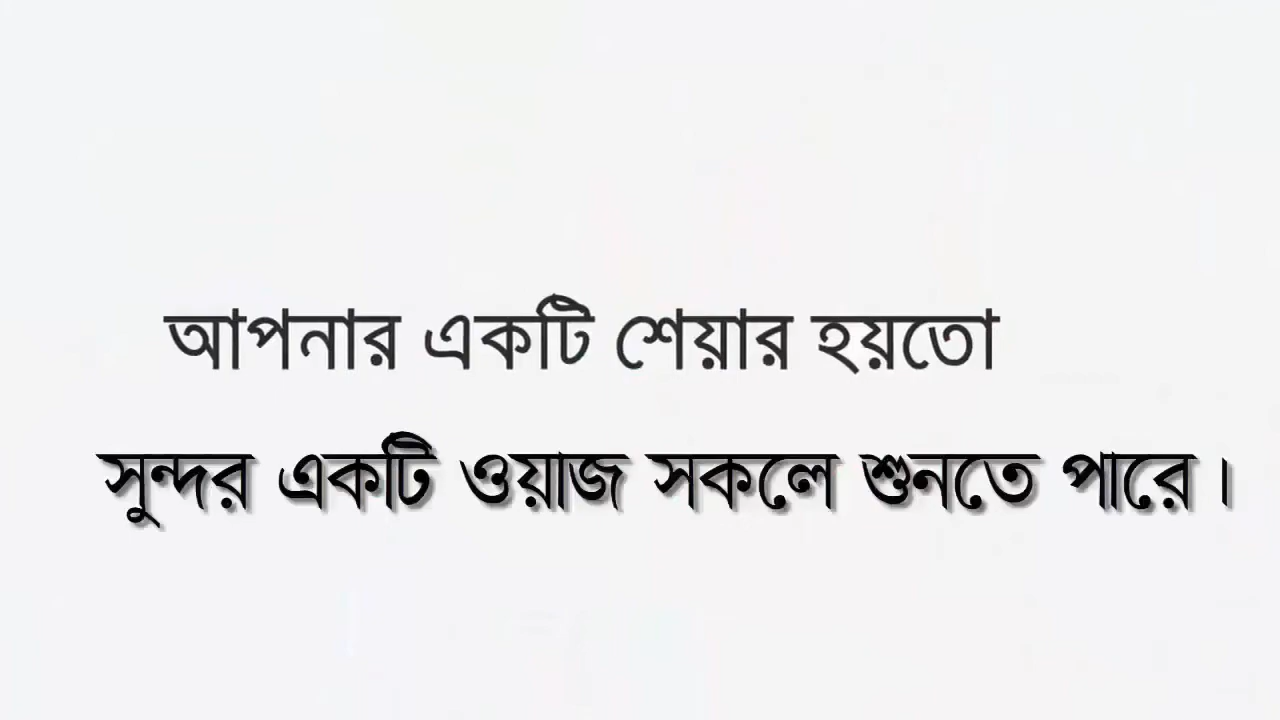 আপনার একটি শেয়ার হয়তো
সুন্দর একটি ওয়াজ সকলে শুনতে পারে।